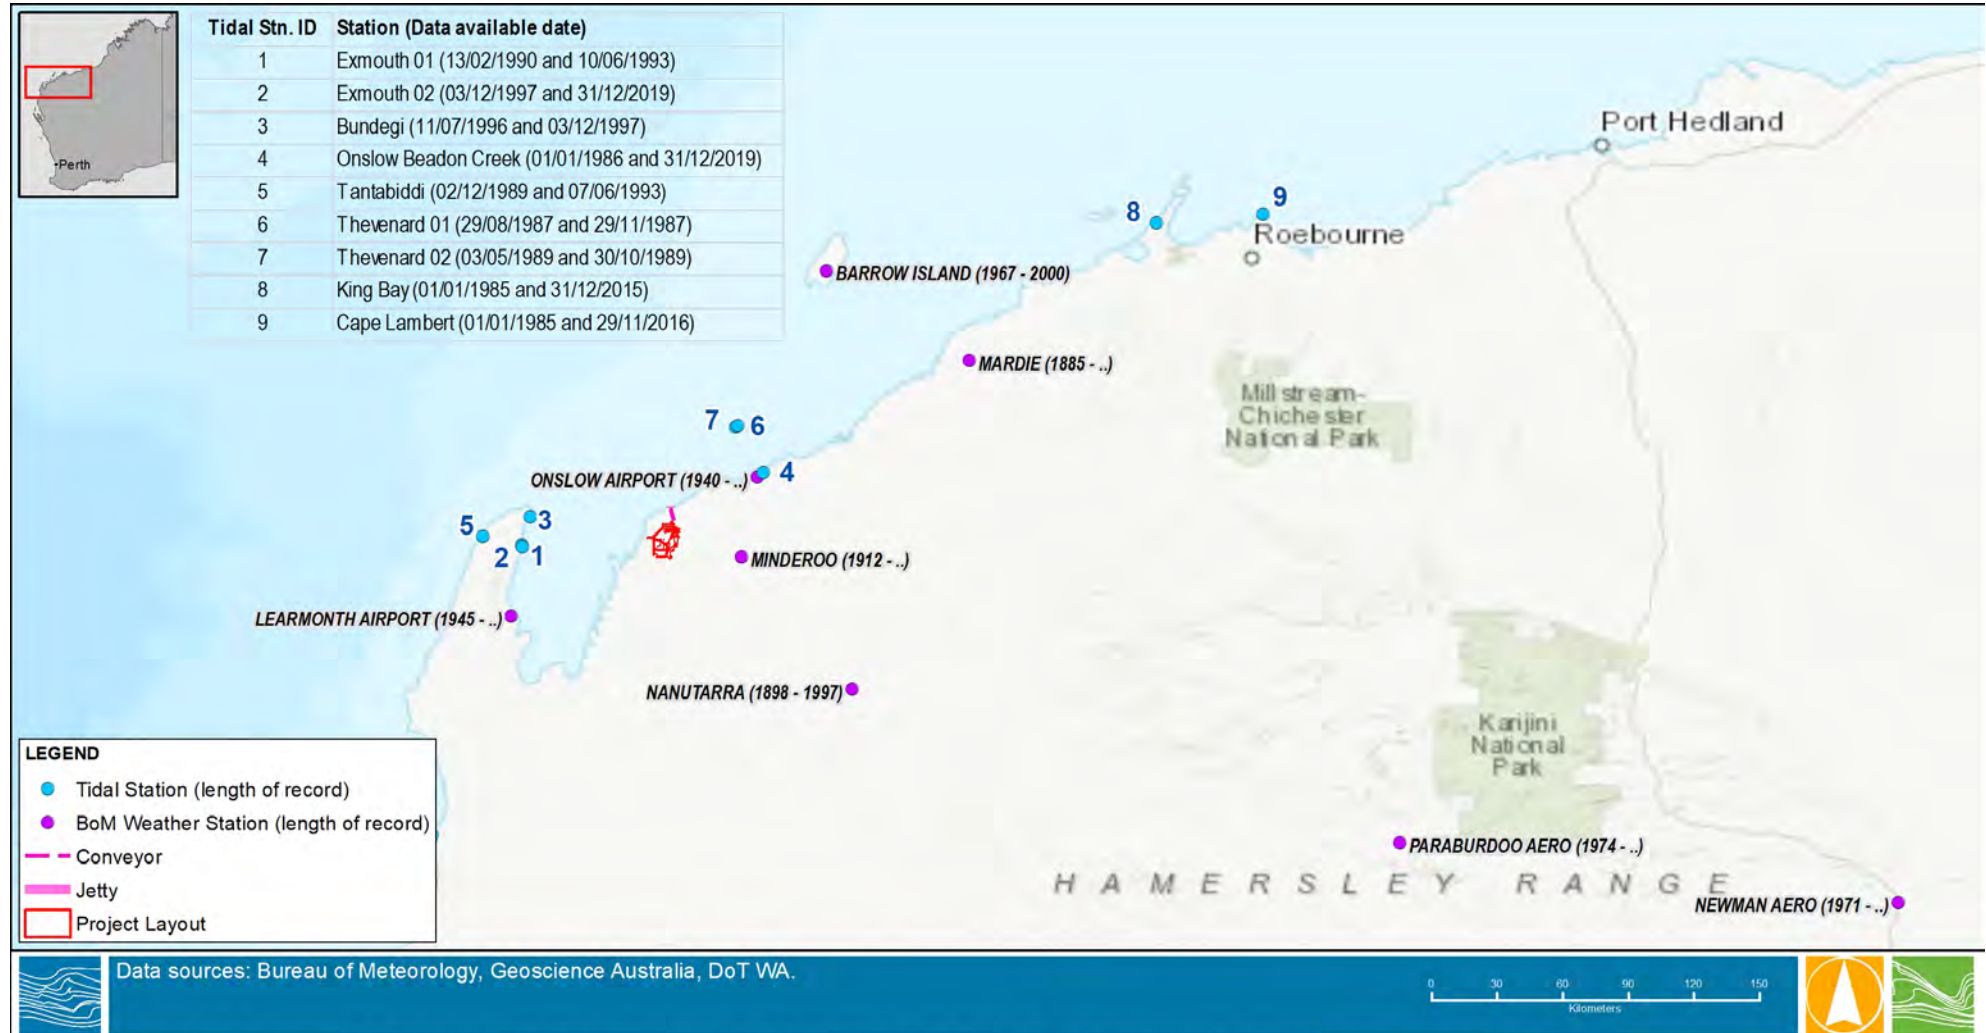 Perth
Tidal Stn. ID Station (Data available date)
1 Exmouth 01 (13/02/1990 and 10/06/1993)
2 Exmouth 02 (03/12/1997 and 31/12/2019)
3 Bundegi (11/07/1996 and 03/12/1997)
4 Onslow Beadon Creek (01/01/1986 and 31/12/2019)
5 Tantabiddi (02/12/1989 and 07/06/1993)
6 Thevenard 01 (29/08/1987 and 29/11/1987)
7 Thevenard 02 (03/05/1989 and 30/10/1989)
8 King Bay (01/01/1985 and 31/12/2015)
9 Cape Lambert (01/01/1985 and 29/11/2016)
Port Hedland
8
9
Roebourne
BARROW ISLAND (1967 - 2000)
MARDIE (1885 - ..)
Millstream-
Chichester
National Park
7 6
ONSLOW AIRPORT (1940 - ..)
4
5
3
2 1
MINDEROO (1912 - ..)
LEARMONTH AIRPORT (1945 - ..)
NANUTARRA (1898 - 1997)
Karijini
National
Park
PARABURDOO AERO (1974 - ..)
HAMERSLEY RANGE
NEWMAN AERO (1971 - ..)
LEGEND
Tidal Station (length of record)
BoM Weather Station (length of record)
Conveyor
Jetty
Project Layout
Data sources: Bureau of Meteorology, Geoscience Australia, DoT WA.
0 30 60 90 120 150
Kilometers